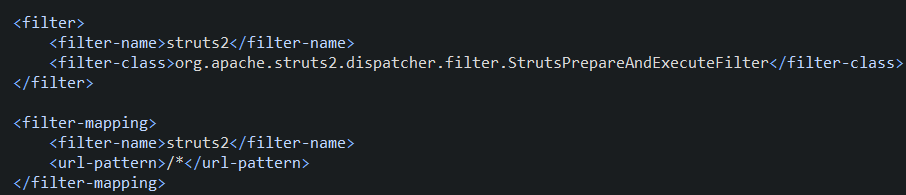 <filter>
    <filter-name>struts2</filter-name>
    <filter-class>org.apache.struts2.dispatcher.filter.StrutsPrepareAndExecuteFilter</filter-class>
</filter>

<filter-mapping>
    <filter-name>struts2</filter-name>
    <url-pattern>/*</url-pattern>
</filter-mapping>